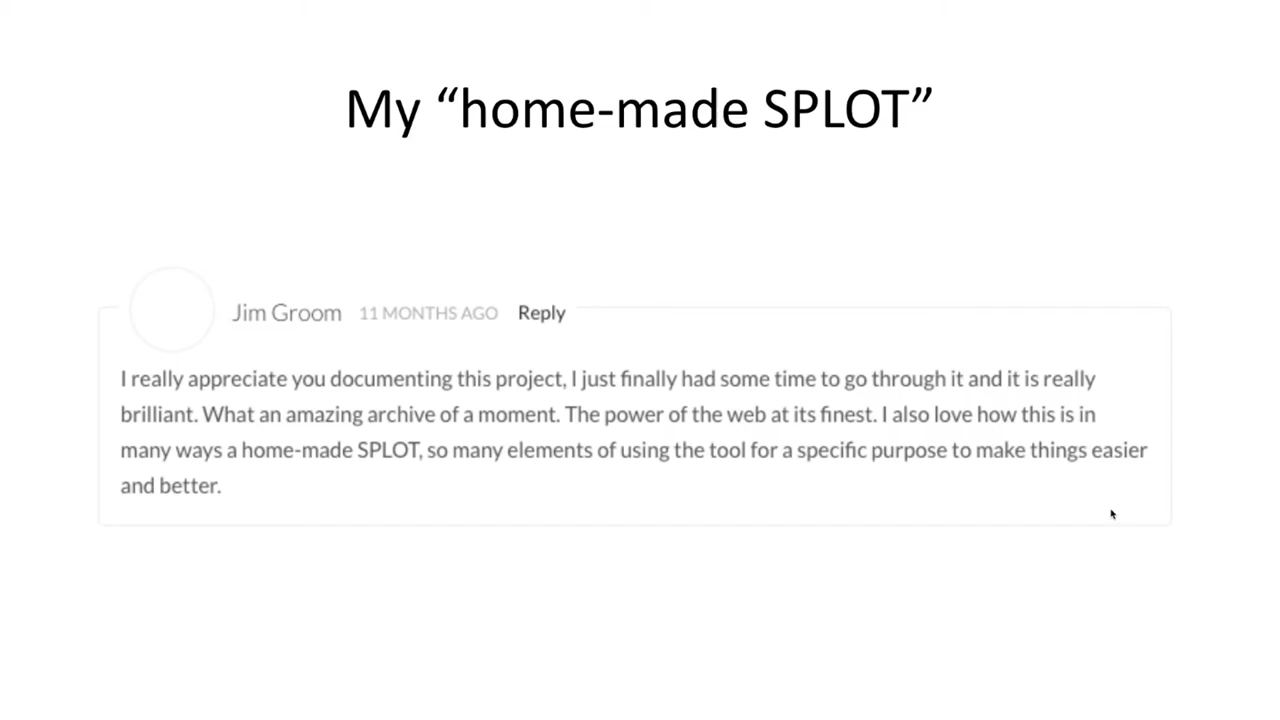 My “home-made SPLOT”
Jim Groom 11 MONTHS AGO Reply
I really appreciate you documenting this project, I just finally had some time to go through it and it is really
brilliant. What an amazing archive of a moment. The power of the web at its finest. I also love how this is in
many ways a home-made SPLOT, so many elements of using the tool for a specific purpose to make things easier
and better.